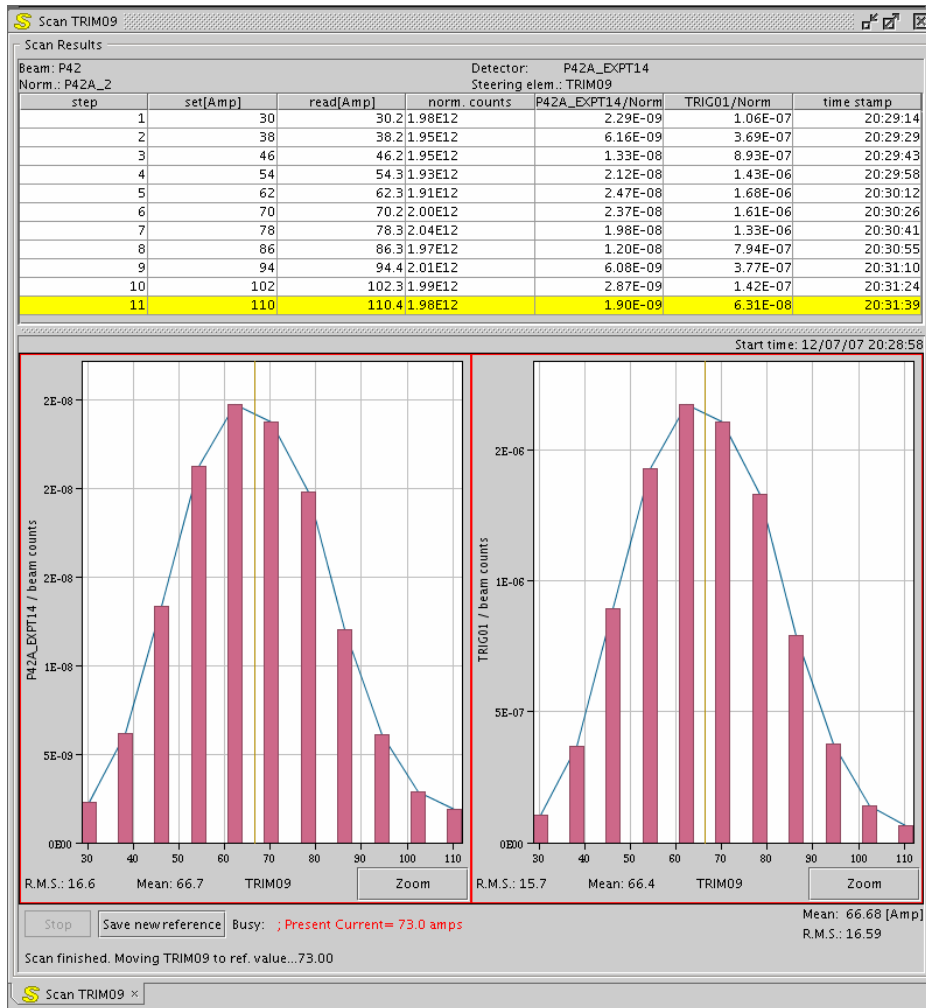 Scan TRIM09
Scan Results
Beam: P42 Detector: P42A_EXPT14
Norm.: P42A_2 Steering elem.: TRIM09
step set[Amp] read[Amp] norm. counts P42A_EXPT14/Norm TRIG01/Norm time stamp
1 30 30.2 1.98E12 2.29E-09 1.06E-07 20:29:14
2 38 38.2 1.95E12 6.16E-09 3.69E-07 20:29:29
3 46 46.2 1.95E12 1.33E-08 8.93E-07 20:29:43
4 54 54.3 1.93E12 2.12E-08 1.43E-06 20:29:58
5 62 62.3 1.91E12 2.47E-08 1.68E-06 20:30:12
6 70 70.2 2.00E12 2.37E-08 1.61E-06 20:30:26
7 78 78.3 2.04E12 1.98E-08 1.33E-06 20:30:41
8 86 86.3 1.97E12 1.20E-08 7.94E-07 20:30:55
9 94 94.4 2.01E12 6.08E-09 3.77E-07 20:31:10
10 102 102.3 1.99E12 2.87E-09 1.42E-07 20:31:24
11 110 110.4 1.98E12 1.90E-09 6.31E-08 20:31:39
Start time: 12/07/07 20:28:58
P42A_EXPT14 / beam counts
2E-08
2E-08
2E-08
1E-08
5E-09
0E00
30 40 50 60 70 80 90 100 110
R.M.S.: 16.6 Mean: 66.7 TRIM09 Zoom
TRIG01 / beam counts
2E-06
1E-06
5E-07
0E00
30 40 50 60 70 80 90 100 110
R.M.S.: 15.7 Mean: 66.4 TRIM09 Zoom
Stop Save new reference Busy: ; Present Current= 73.0 amps
Mean: 66.68 [Amp]
R.M.S.: 16.59
Scan finished. Moving TRIM09 to ref. value...73.00
Scan TRIM09 ×